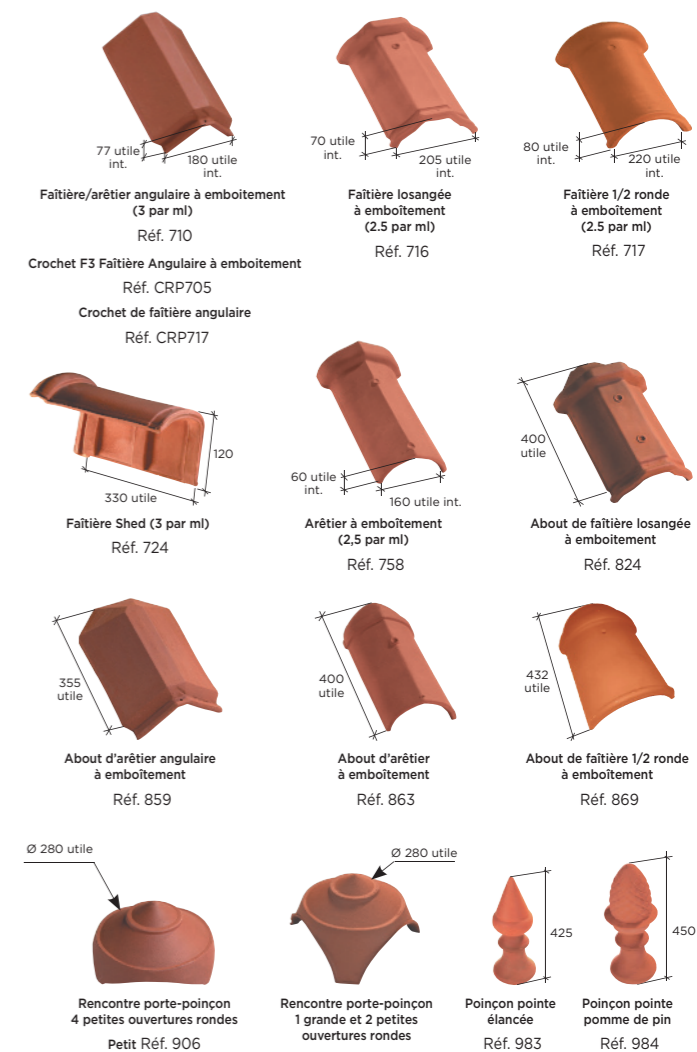 77 utile
int.
180 utile
int.
Faîtière/arêtier angulaire à emboitement
(3 par ml)
Réf. 710
Crochet F3 Faîtière Angulaire à emboitement
Réf. CRP705
Crochet de faîtière angulaire
Réf. CRP717
70 utile
int.
205 utile
int.
Faîtière losangée
à emboîtement
(2.5 par ml)
Réf. 716
80 utile
int.
220 utile
int.
Faîtière 1/2 ronde
à emboîtement
(2.5 par ml)
Réf. 717
120
330 utile
Faîtière Shed (3 par ml)
Réf. 724
60 utile
int.
160 utile int.
Arêtier à emboîtement
(2,5 par ml)
Réf. 758
400
utile
About de faîtière losangée
à emboitement
Réf. 824
355
utile
About d'arêtier angulaire
à emboîtement
Réf. 859
400
utile
About d'arêtier
à emboîtement
Réf. 863
432
utile
About de faîtière 1/2 ronde
à emboîtement
Réf. 869
Ø 280 utile
Rencontre porte-poinçon
4 petites ouvertures rondes
Petit Réf. 906
Ø 280 utile
Rencontre porte-poinçon
1 grande et 2 petites
ouvertures rondes
425
Poinçon pointe
élancée
Réf. 983
450
Poinçon pointe
pomme de pin
Réf. 984